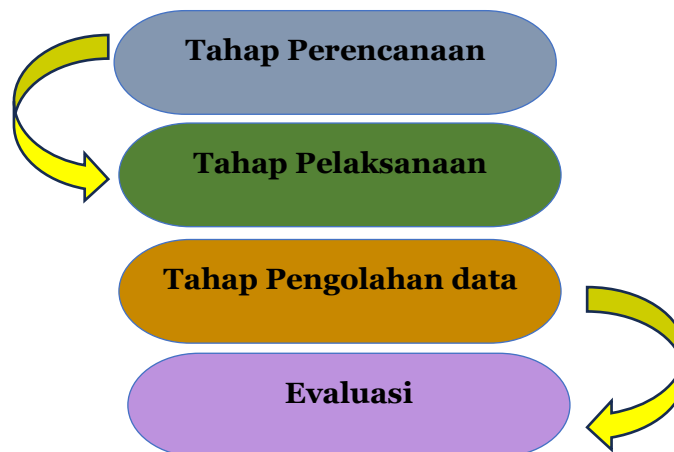 Tahap Perencanaan
Tahap Pelaksanaan
Tahap Pengolahan data
Evaluasi